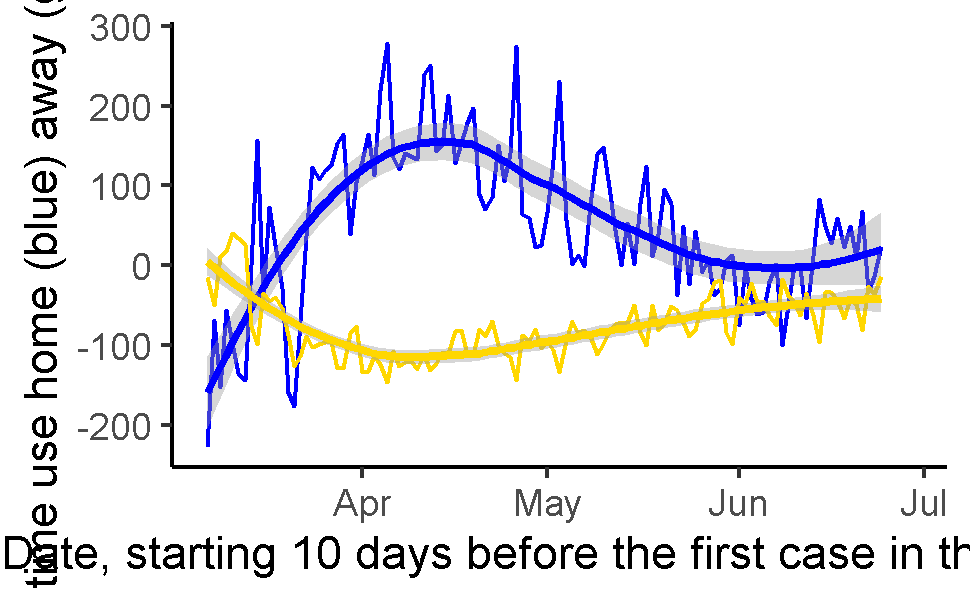 time use home (blue) away (
300
200
100
0
-100
-200
Apr May Jun Jul
Date, starting 10 days before the first case in th